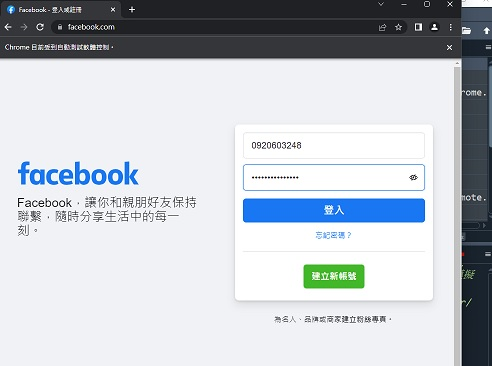 Facebook - 登入或註冊
facebook.com
Chrome 目前受到自動測試軟體控制。
rome.
0920603248
•••••••••••••••
facebook
Facebook，讓你和親朋好友保持
聯繫，隨時分享生活中的每一
刻。
登入
mote.
忘記密碼？
擬
建立新帳號
r/
為名人、品牌或商家建立粉絲專頁。